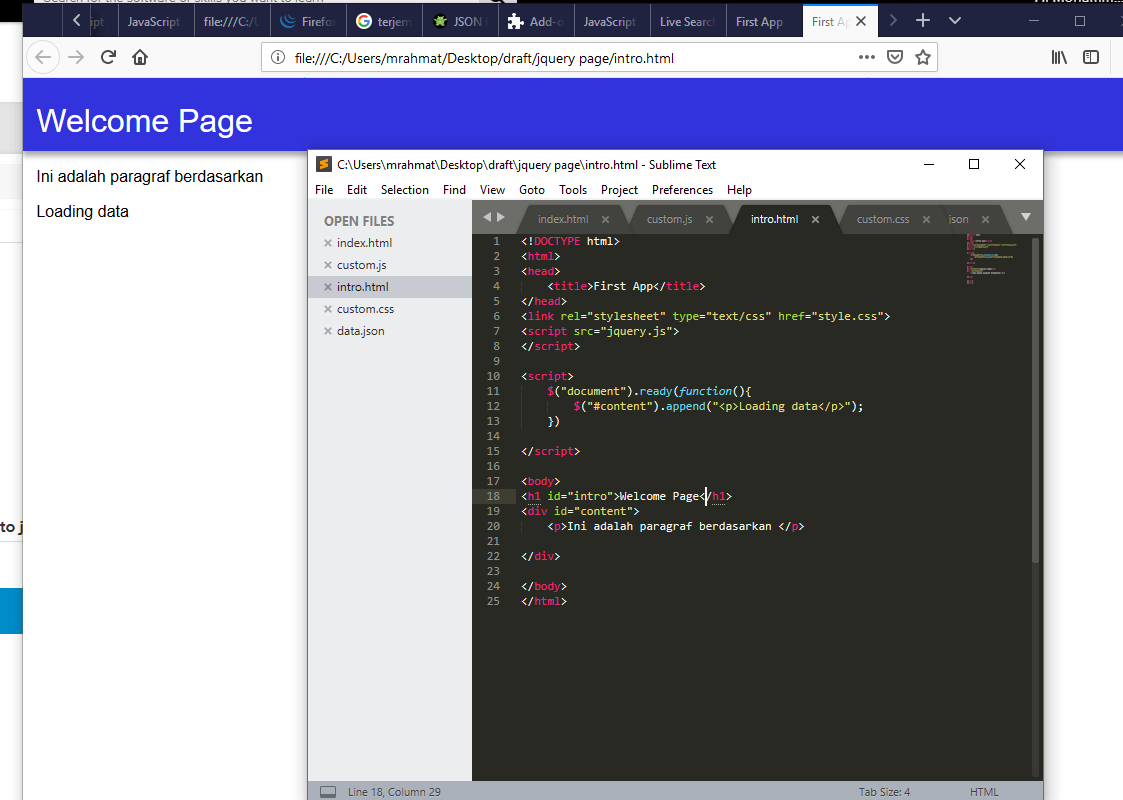 JavaScript
file:///C:/U
Firefo
terjem
JSON
Add-o
JavaScript
Live Searc
First App
First Ap
file:///C:/Users/mrahmat/Desktop/draft/jquery page/intro.html
Welcome Page
Ini adalah paragraf berdasarkan
Loading data
to j
C:\Users\mrahmat\Desktop\draft\jquery page\intro.html - Sublime Text
File Edit Selection Find View Goto Tools Project Preferences Help
OPEN FILES
index.html
custom.js
intro.html
custom.css
data.json
index.html custom.js intro.html custom.css json
1 <!DOCTYPE html>
2 <html>
3 <head>
4 <title>First App</title>
5 </head>
6 <link rel="stylesheet" type="text/css" href="style.css">
7 <script src="jquery.js">
8 </script>
9
10 <script>
11 $("document").ready(function(){
12 $("#content").append("<p>Loading data</p>");
13 })
14
15 </script>
16
17 <body>
18 <h1 id="intro">Welcome Page</h1>
19 <div id="content">
20 <p>Ini adalah paragraf berdasarkan </p>
21
22 </div>
23
24 </body>
25 </html>
Line 18, Column 29 Tab Size: 4 HTML